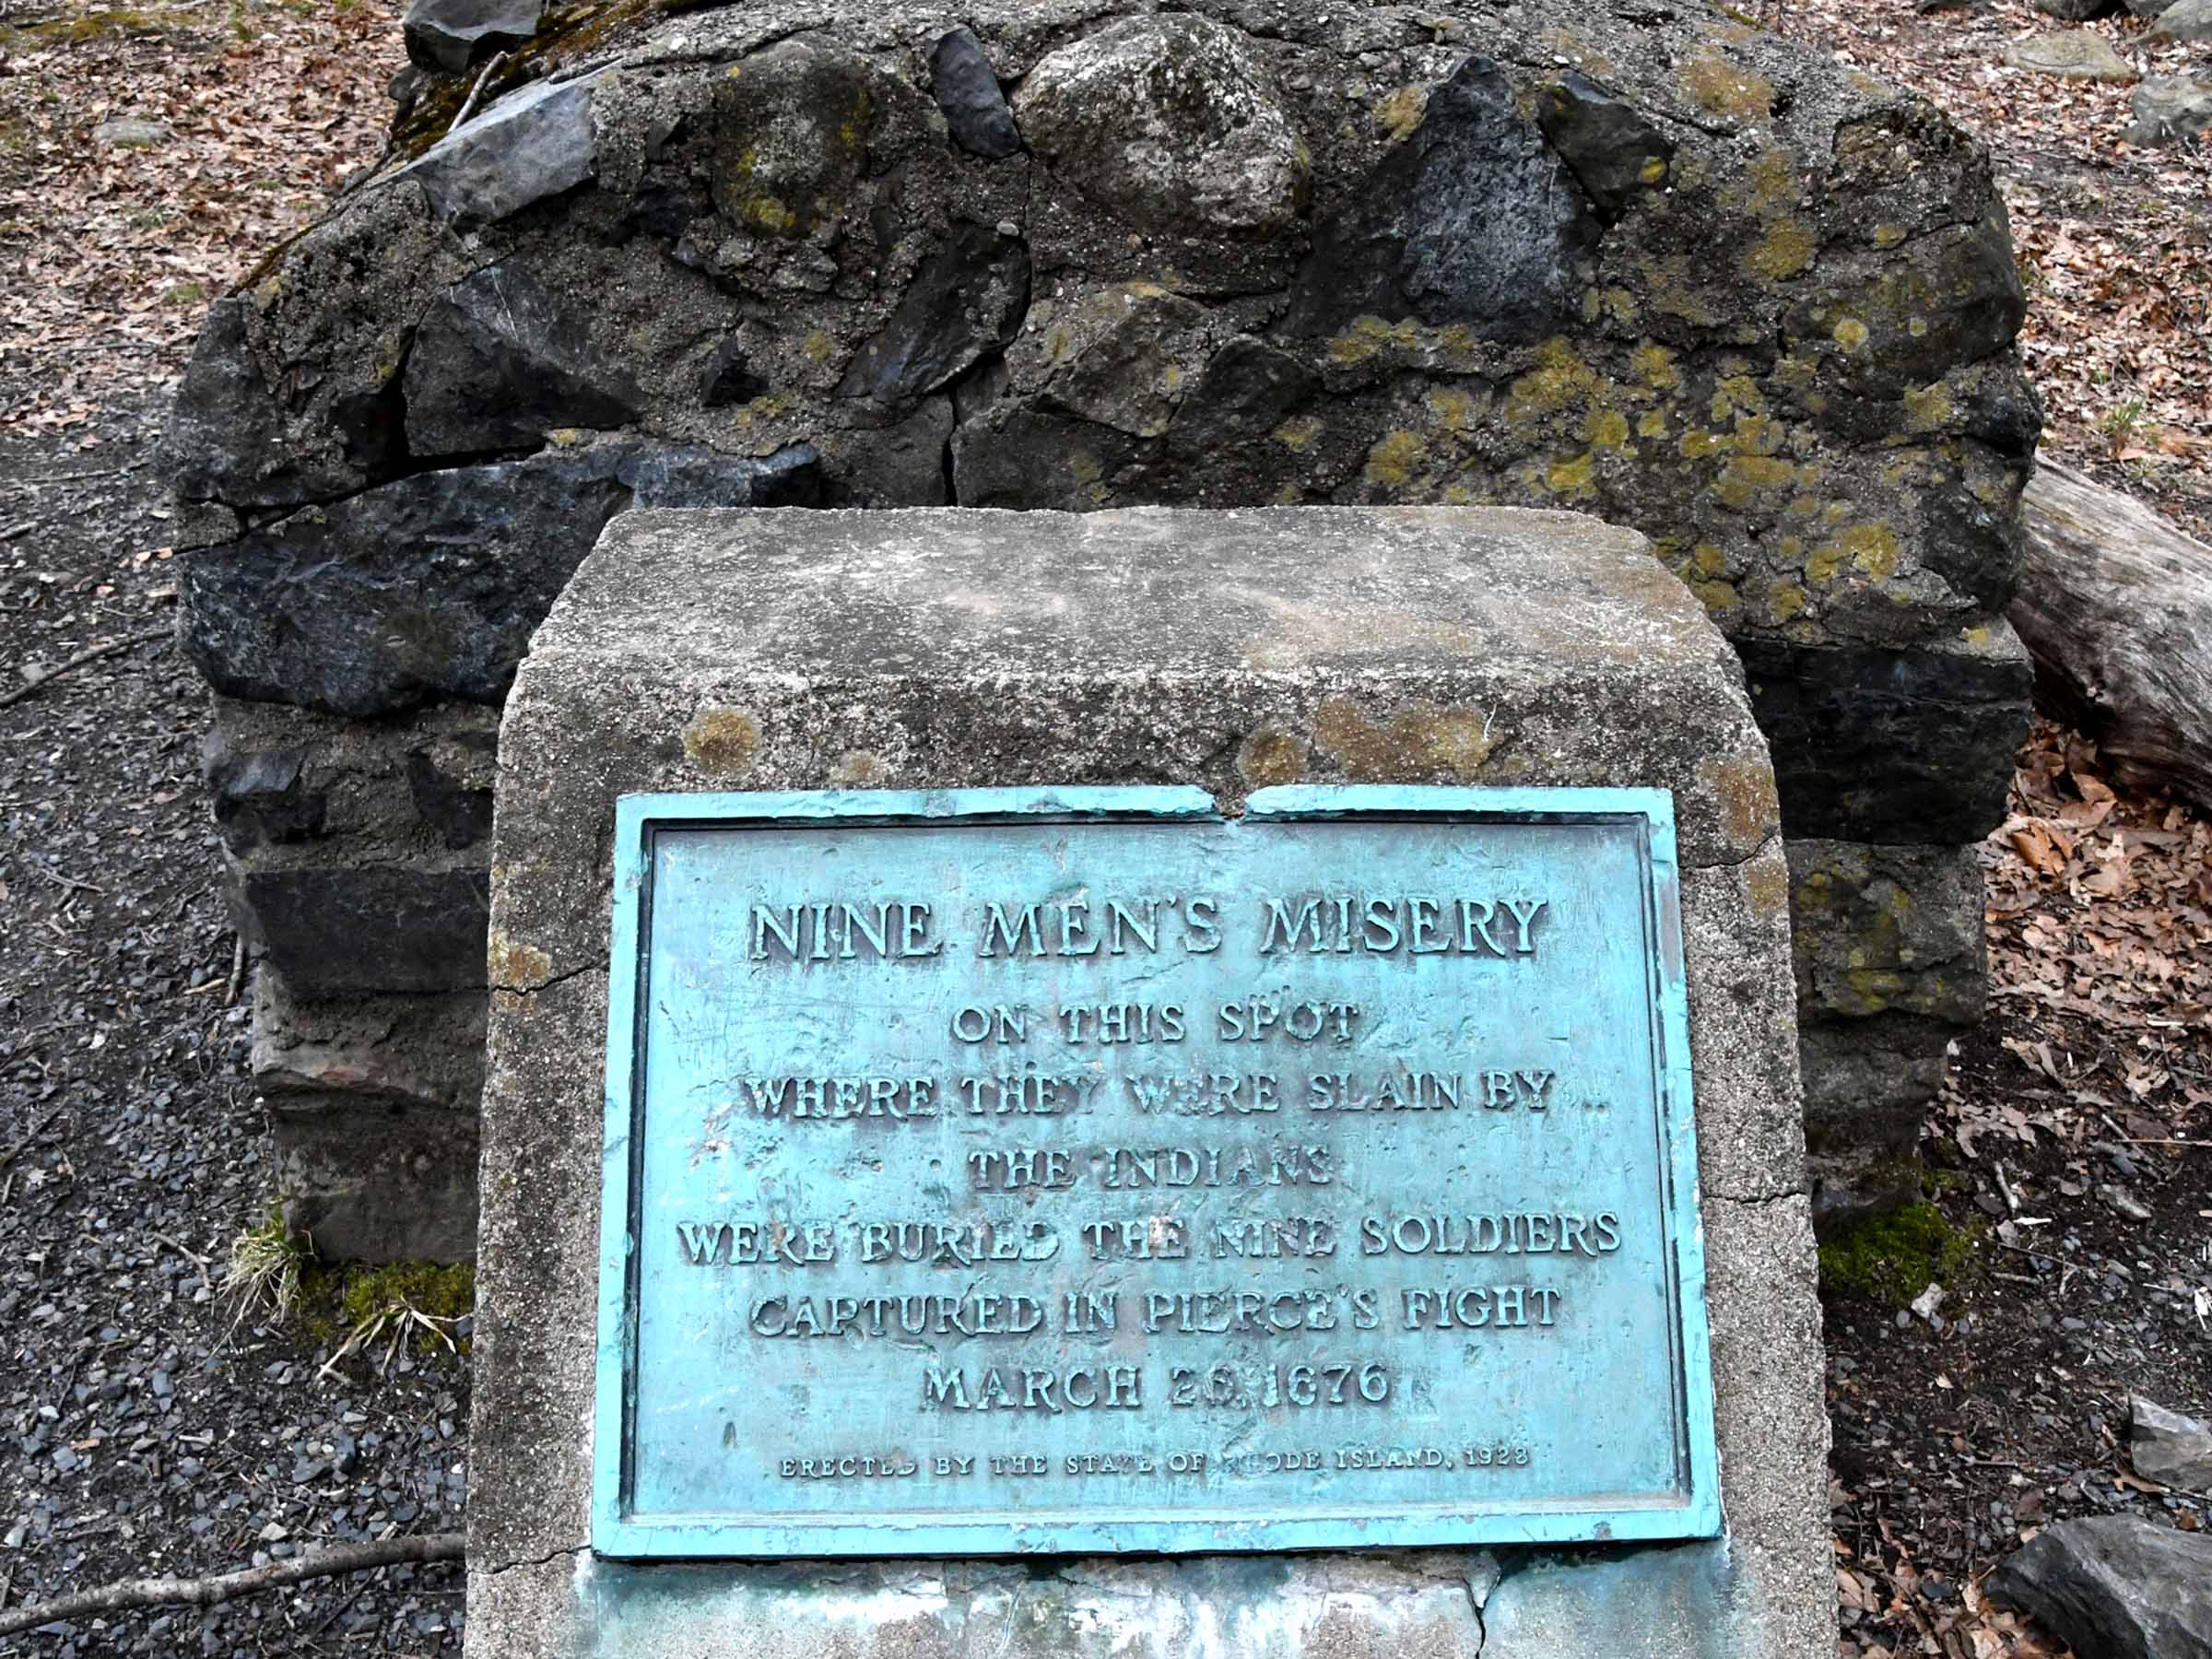 NINE MEN'S MISERY
ON THIS SPOT
WHERE THEY WERE SLAIN BY
THE INDIANS
WERE BURIED THE NINE SOLDIERS
CAPTURED IN PIERCE'S FIGHT
MARCH 26, 1676
ERECTED BY THE STATE OF RHODE ISLAND, 1928